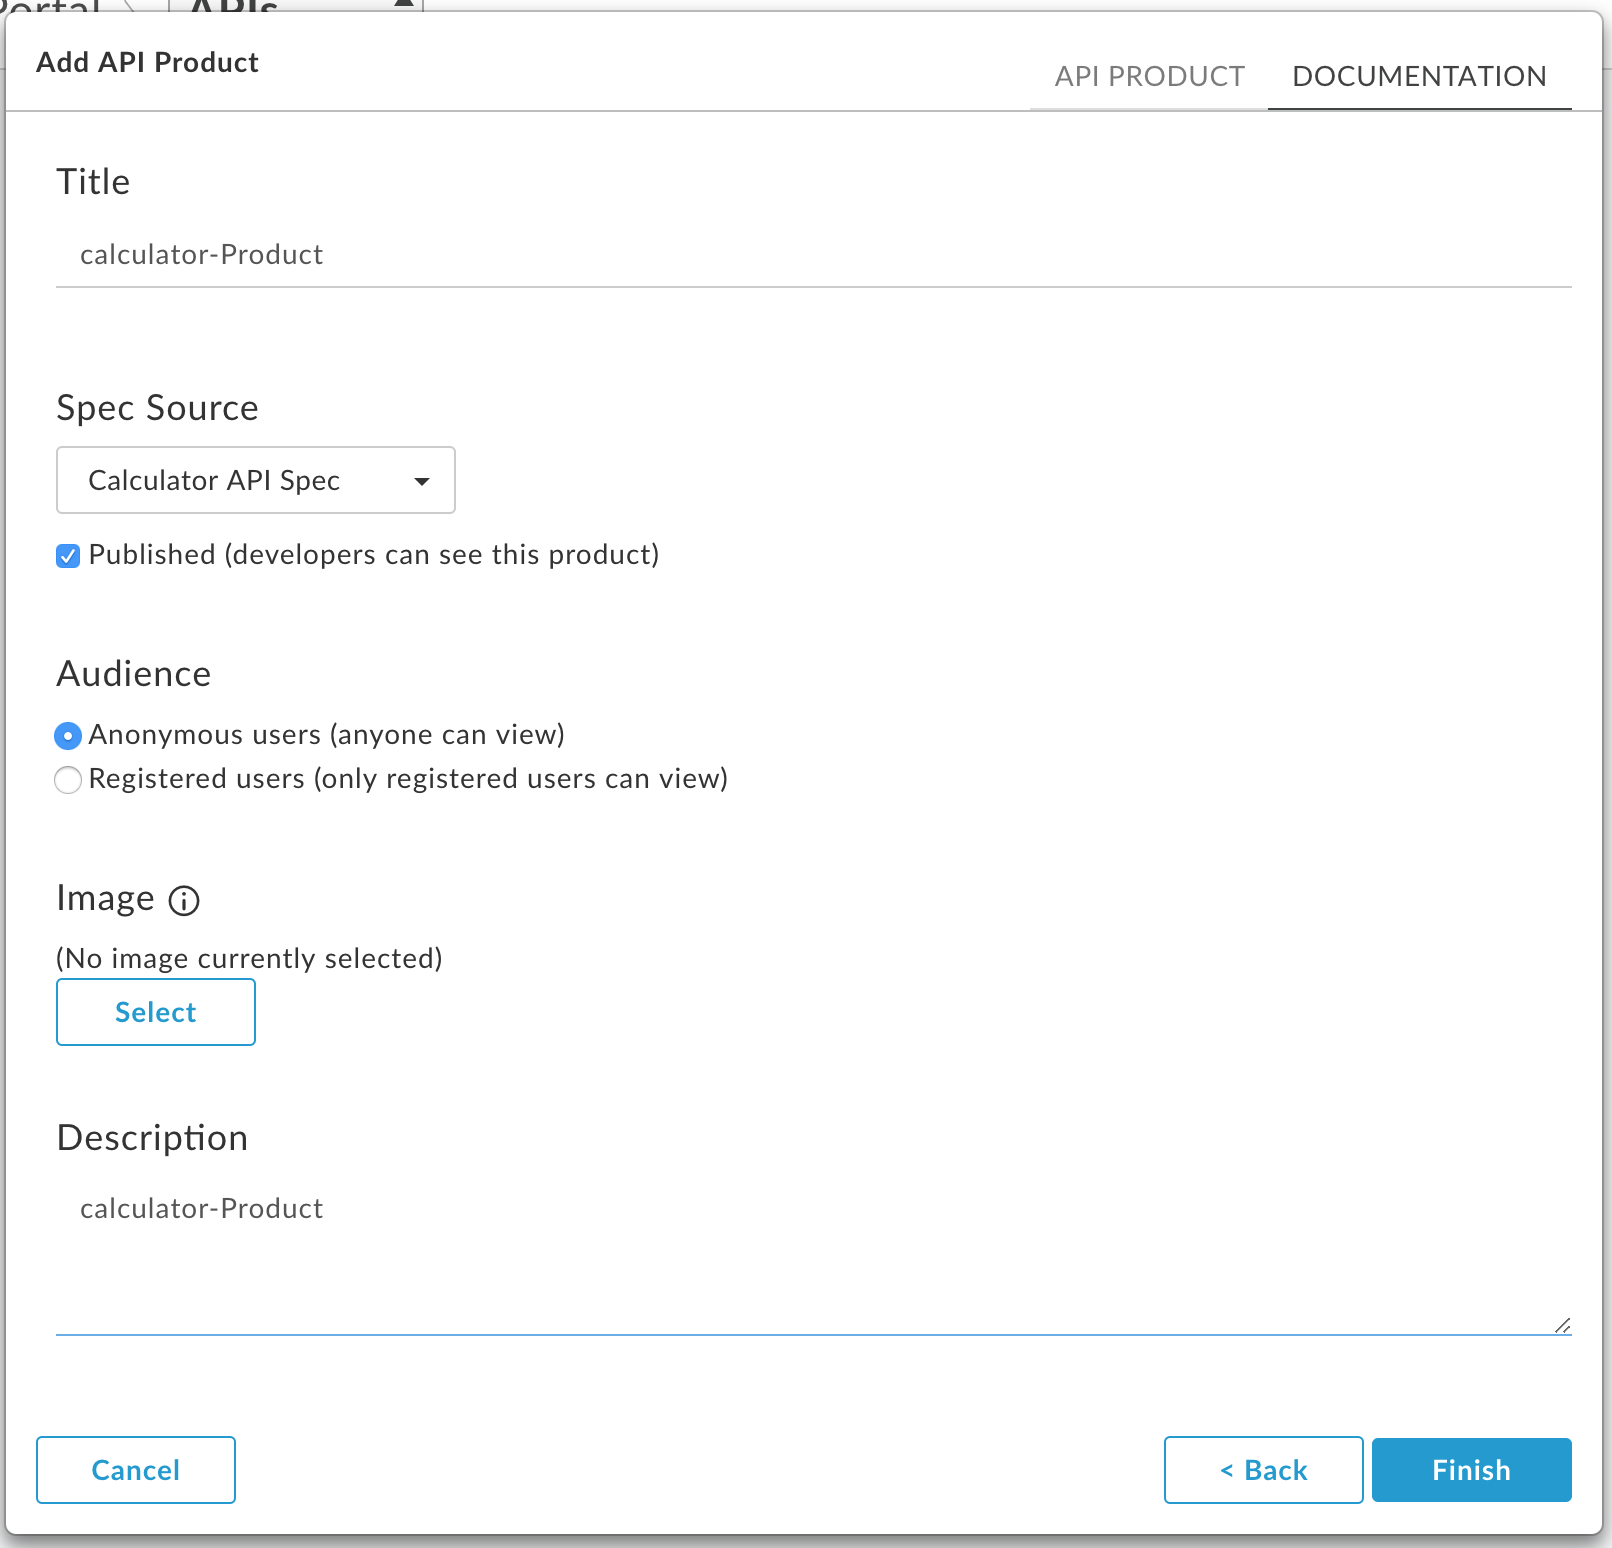 Portal
APIs
Add API Product
API PRODUCT
DOCUMENTATION
Title
calculator-Product
Spec Source
Calculator API Spec
Published (developers can see this product)
Audience
Anonymous users (anyone can view)
Registered users (only registered users can view)
Image
(No image currently selected)
Select
Description
calculator-Product
Cancel
< Back
Finish